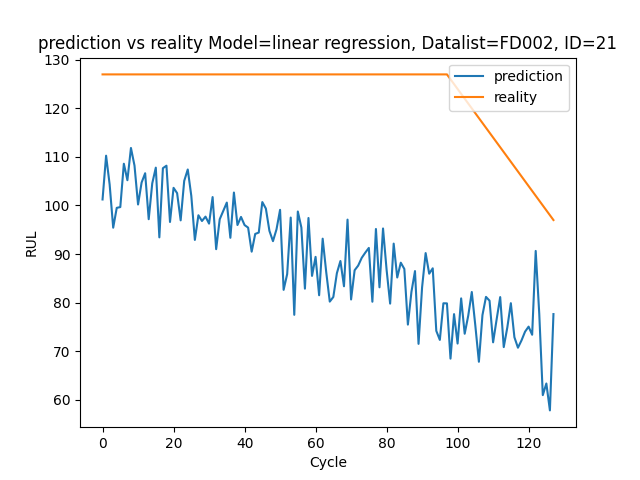 prediction vs reality Model=linear regression, Datalist=FD002, ID=21
130
120
110
100
90
80
70
60
RUL
prediction
reality
0 20 40 60 80 100 120
Cycle